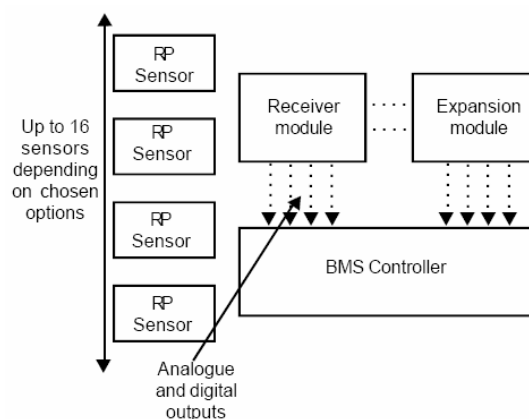 RP
Sensor
Up to 16
sensors
depending
on chosen
options
RP
Sensor
RP
Sensor
RP
Sensor
Receiver
module
Expansion
module
BMS Controller
Analogue
and digital
outputs